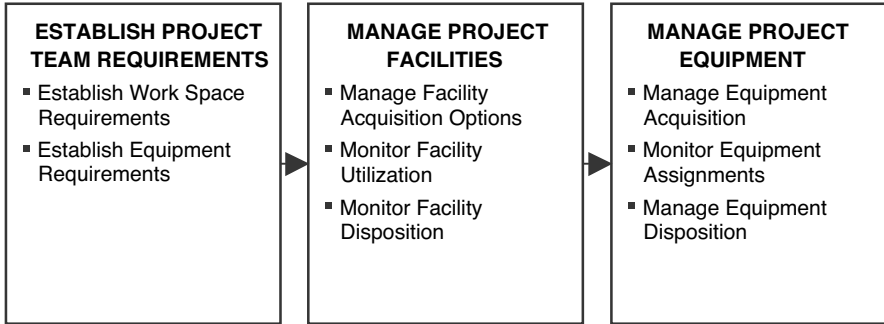 ESTABLISH PROJECT
TEAM REQUIREMENTS
▪ Establish Work Space
Requirements
▪ Establish Equipment
Requirements
MANAGE PROJECT
FACILITIES
▪ Manage Facility
Acquisition Options
▪ Monitor Facility
Utilization
▪ Monitor Facility
Disposition
MANAGE PROJECT
EQUIPMENT
▪ Manage Equipment
Acquisition
▪ Monitor Equipment
Assignments
▪ Manage Equipment
Disposition